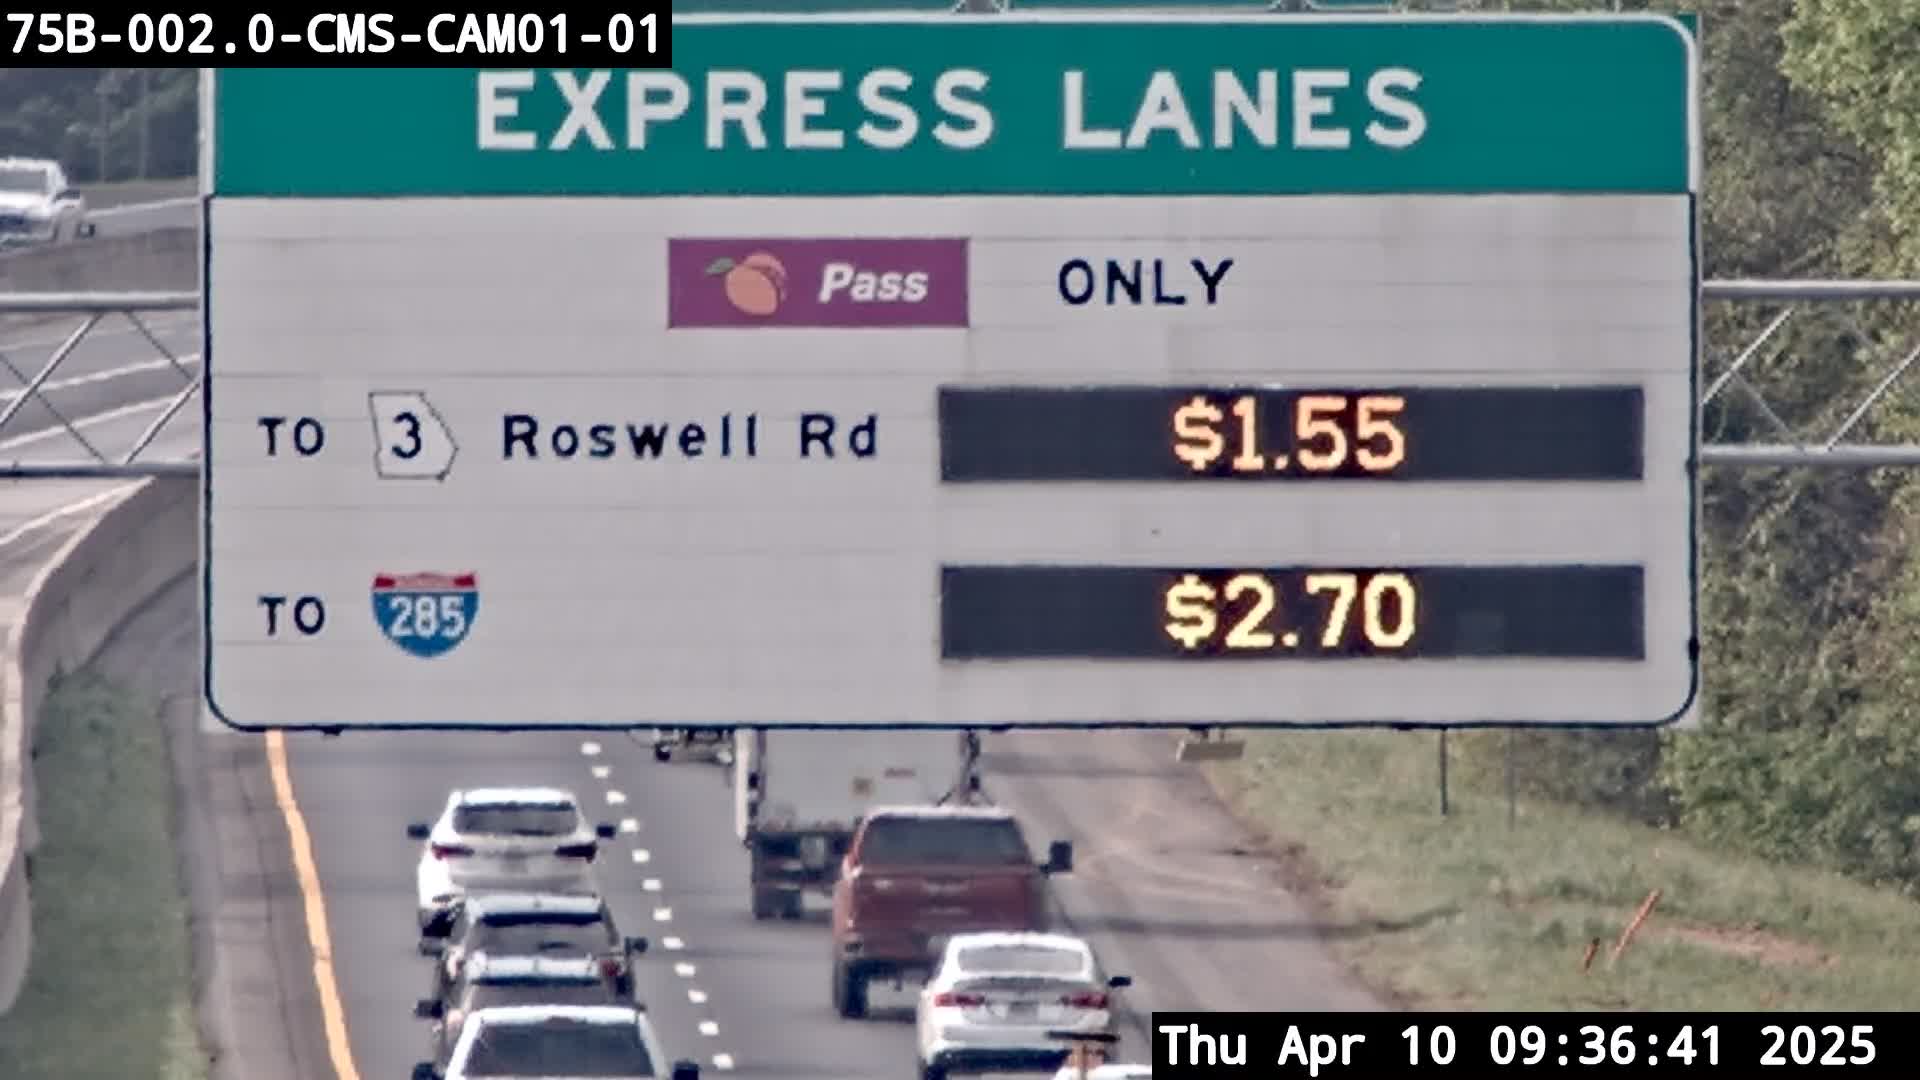 75B-002.0-CMS-CAM01-01
EXPRESS LANES
Pass ONLY
TO 3 Roswell Rd $1.55
TO 285 $2.70
Thu Apr 10 09:36:41 2025